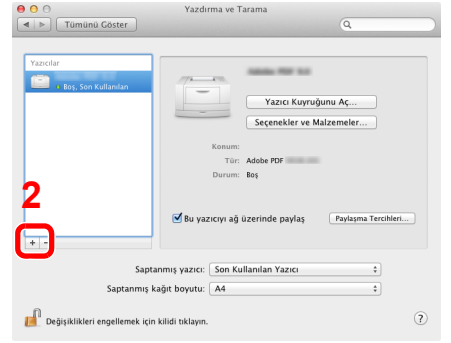 Yazdırma ve Tarama
Tümünü Göster
Yazıcılar
Boş, Son Kullanılan
Yazıcı Kuyruğunu Aç...
Seçenekler ve Malzemeler...
Konum:
Tür: Adobe PDF
Durum: Boş
2
Bu yazıcıyı ağ üzerinde paylaş
Paylaşma Tercihleri...
+ -
Saptanmış yazıcı: Son Kullanılan Yazıcı
Saptanmış kağıt boyutu: A4
Değişiklikleri engellemek için kilidi tıklayın.
?